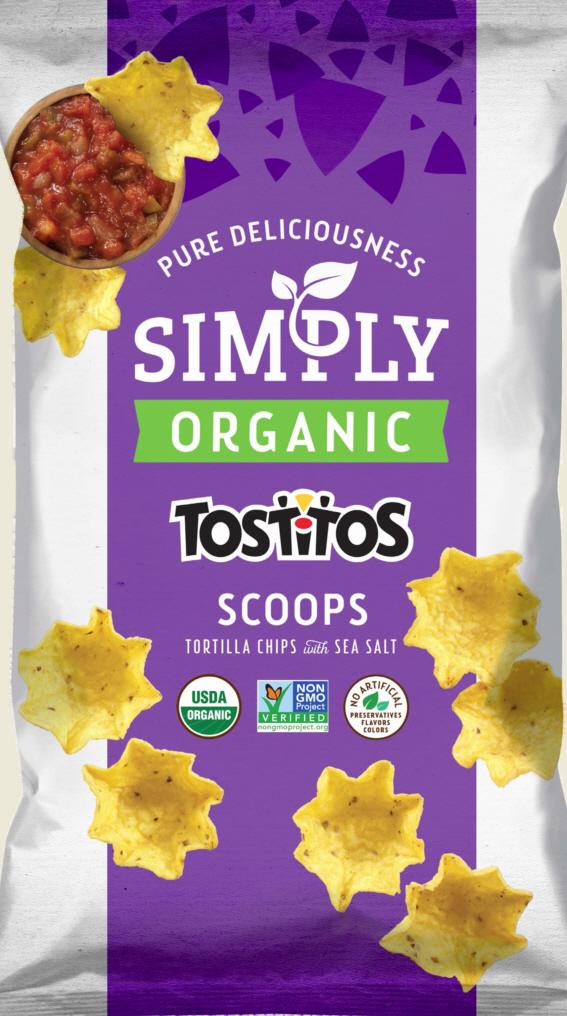 PURE DELICIOUSNESS
SIMPLY
ORGANIC
TOSTITOS
SCOOPS
TORTILLA CHIPS with SEA SALT
USDA
ORGANIC
NON
GMO
Project
VERIFIED
nongmoproject.org
NO ARTIFICIAL
PRESERVATIVES
FLAVORS
COLORS